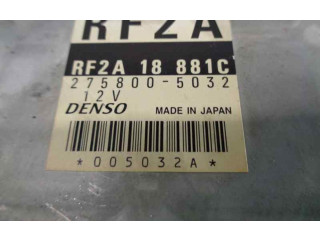 RF2A
RF2A 18 881C
275800-5032
12V
DENSO MADE IN JAPAN
*005032A*